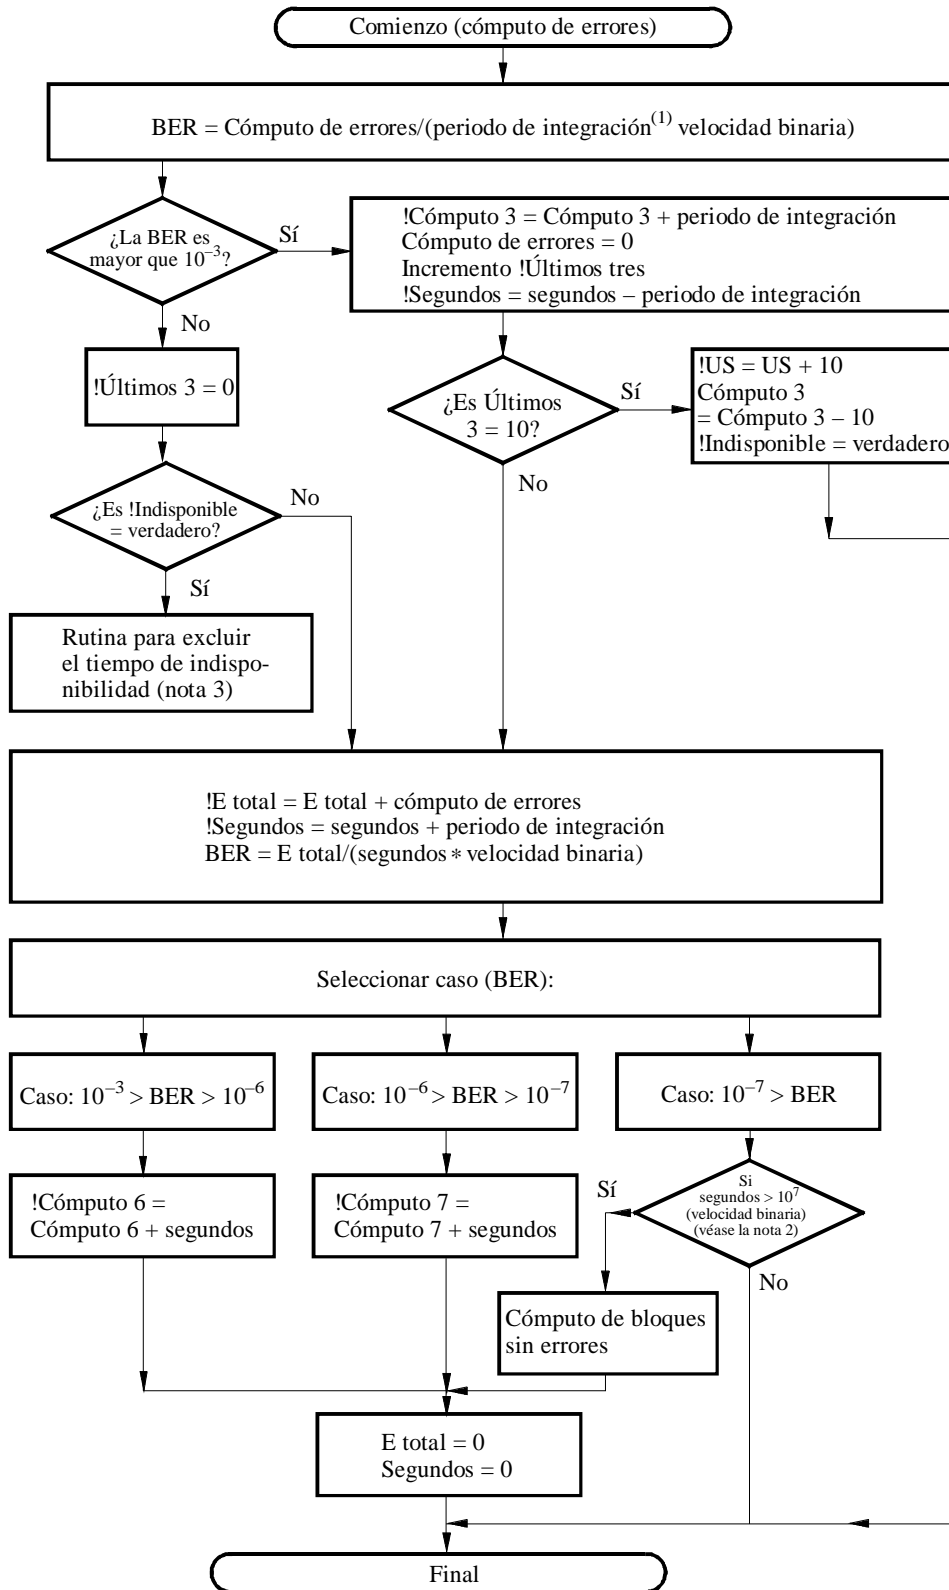 Comienzo (cómputo de errores)
BER = Cómputo de errores/(periodo de integración(1) velocidad binaria)
¿La BER es
mayor que 10–3?
Sí
No
!Cómputo 3 = Cómputo 3 + periodo de integración
Cómputo de errores = 0
Incremento !Últimos tres
!Segundos = segundos – periodo de integración
!Últimos 3 = 0
¿Es Últimos
3 = 10?
Sí
No
!US = US + 10
Cómputo 3
= Cómputo 3 – 10
!Indisponible = verdadero
¿Es !Indisponible
= verdadero?
No
Sí
Rutina para excluir
el tiempo de indispo-
nibilidad (nota 3)
!E total = E total + cómputo de errores
!Segundos = segundos + periodo de integración
BER = E total/(segundos * velocidad binaria)
Seleccionar caso (BER):
Caso: 10–3 > BER > 10–6
Caso: 10–6 > BER > 10–7
Caso: 10–7 > BER
!Cómputo 6 =
Cómputo 6 + segundos
!Cómputo 7 =
Cómputo 7 + segundos
Si
segundos > 107
(velocidad binaria)
(véase la nota 2)
Sí
No
Cómputo de bloques
sin errores
E total = 0
Segundos = 0
Final